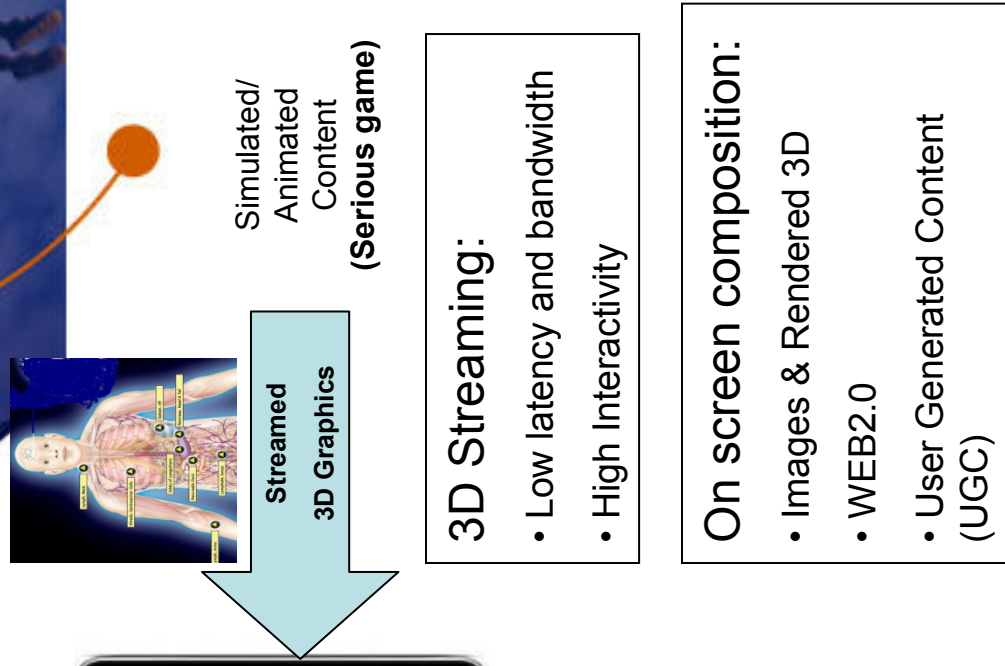 Simulated/
Animated
Content
(Serious game)
Streamed
3D Graphics
3D Streaming:
• Low latency and bandwidth
• High Interactivity
On screen composition:
• Images & Rendered 3D
• WEB2.0
• User Generated Content
(UGC)